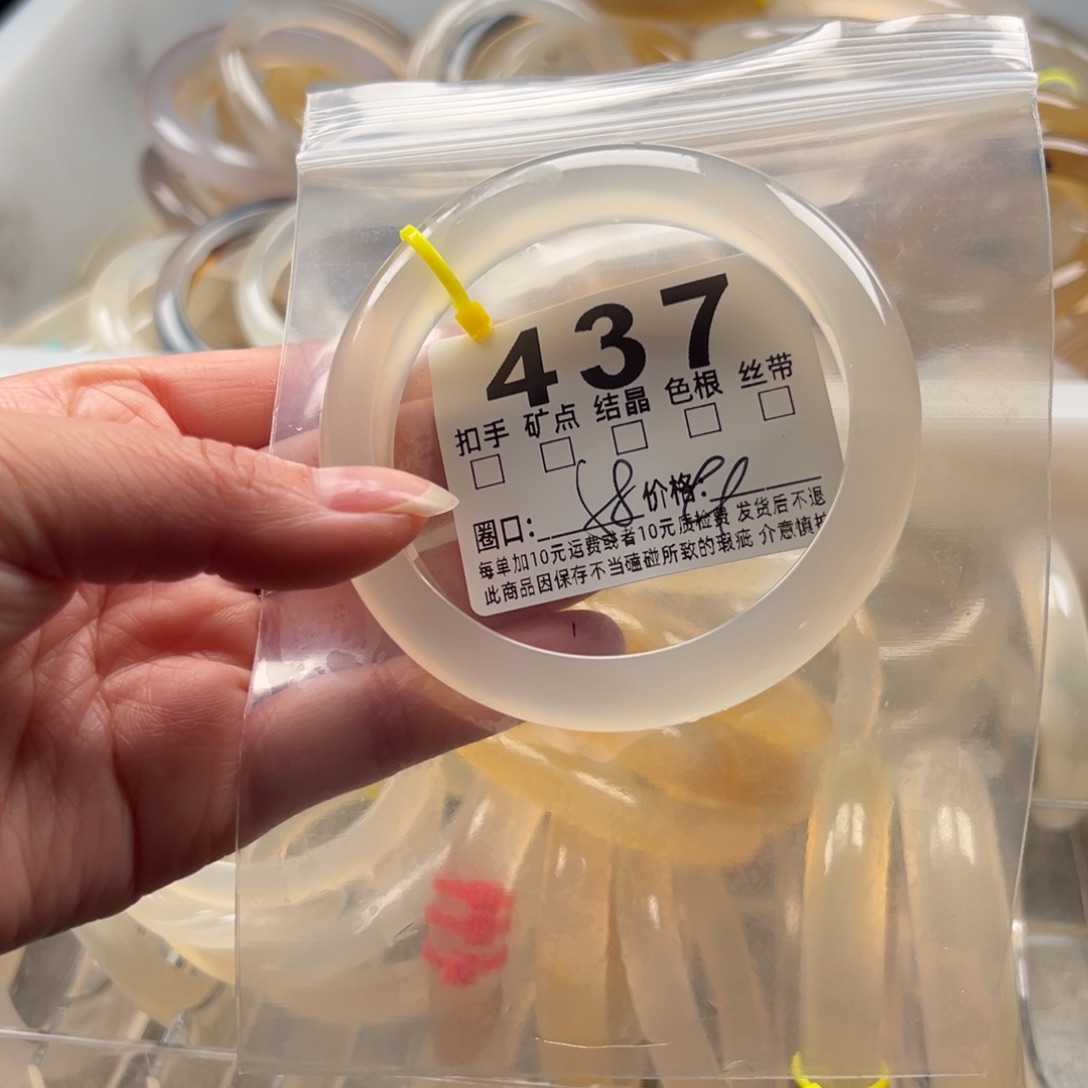 437
扣手 矿点 结晶 色根 丝带
圈口: 58 价格:
每单加10元运费或者10元质检费 发货后不退
此商品因保存不当磕碰所致的瑕疵 介意慎拍